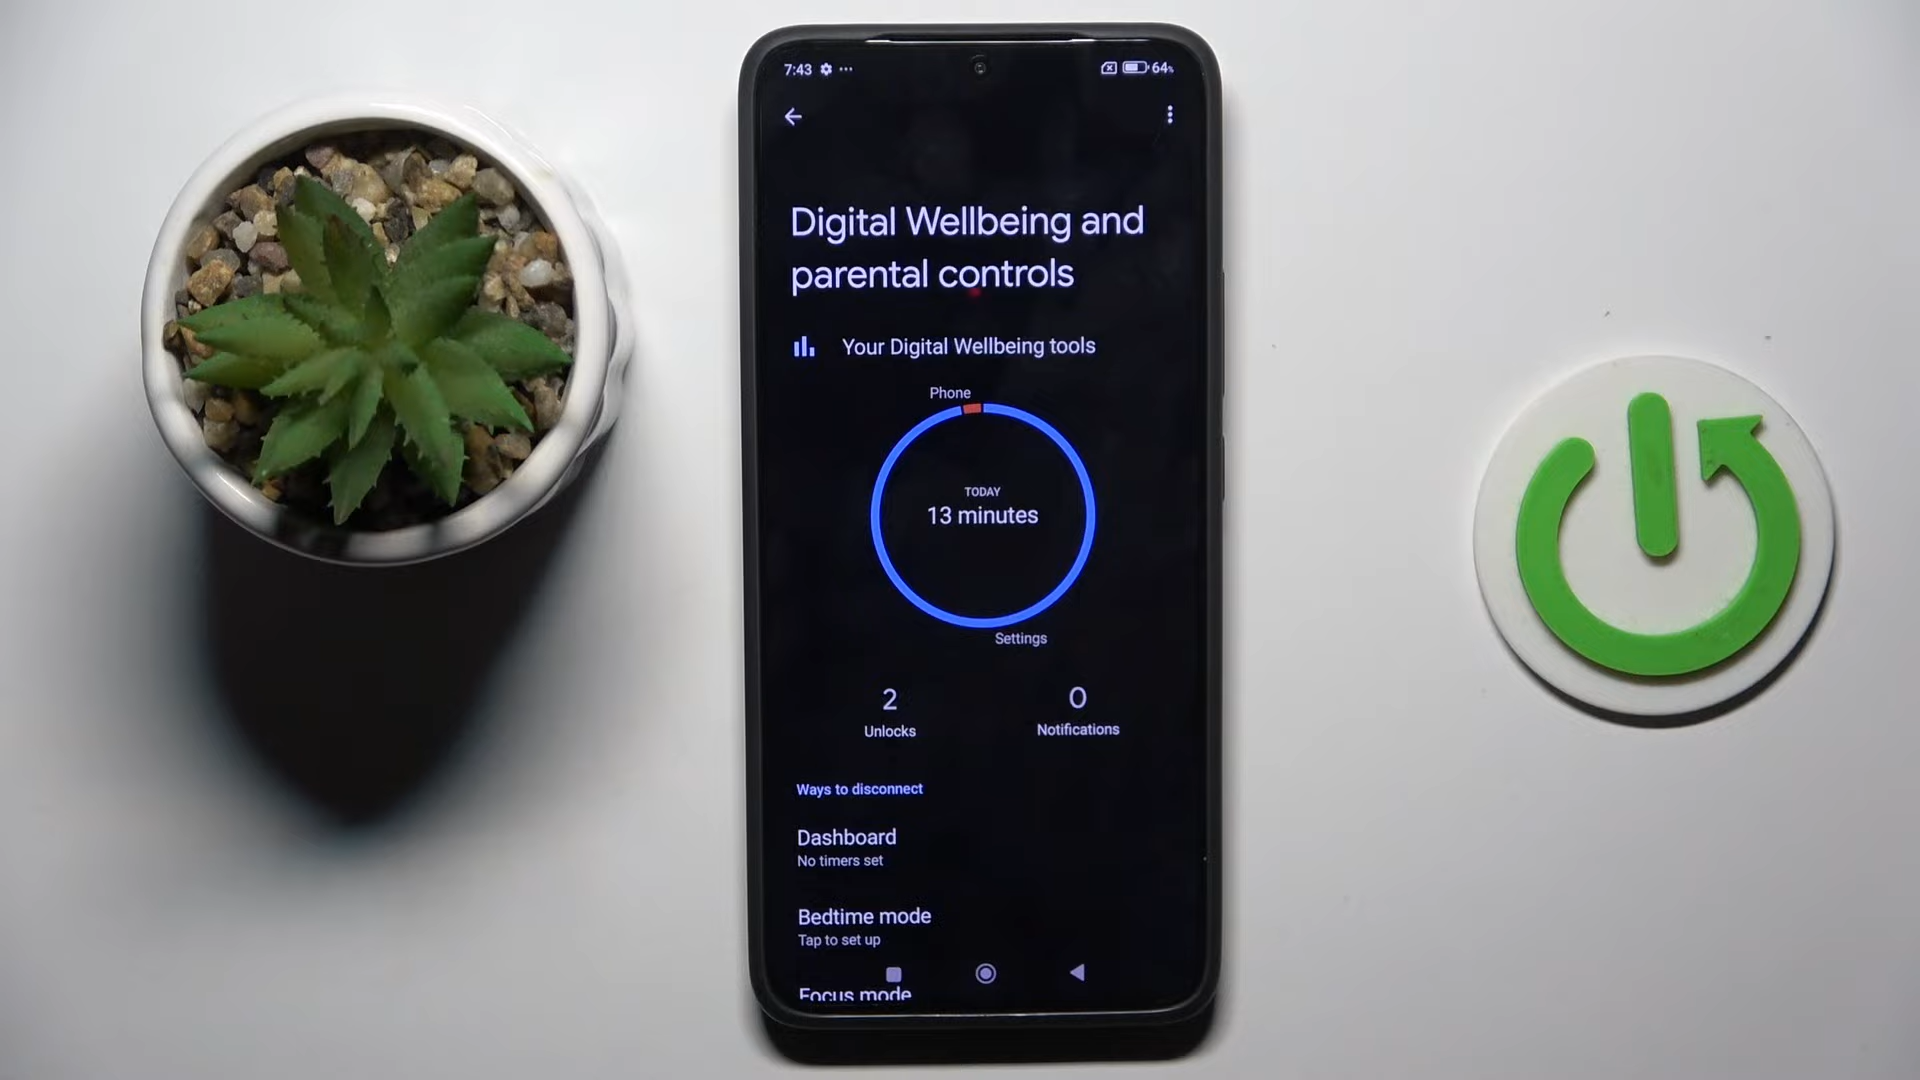 7:43
64%
Digital Wellbeing and
parental controls
Your Digital Wellbeing tools
Phone
TODAY
13 minutes
Settings
2
0
Unlocks
Notifications
Ways to disconnect
Dashboard
No timers set
Bedtime mode
Tap to set up
Focus mode